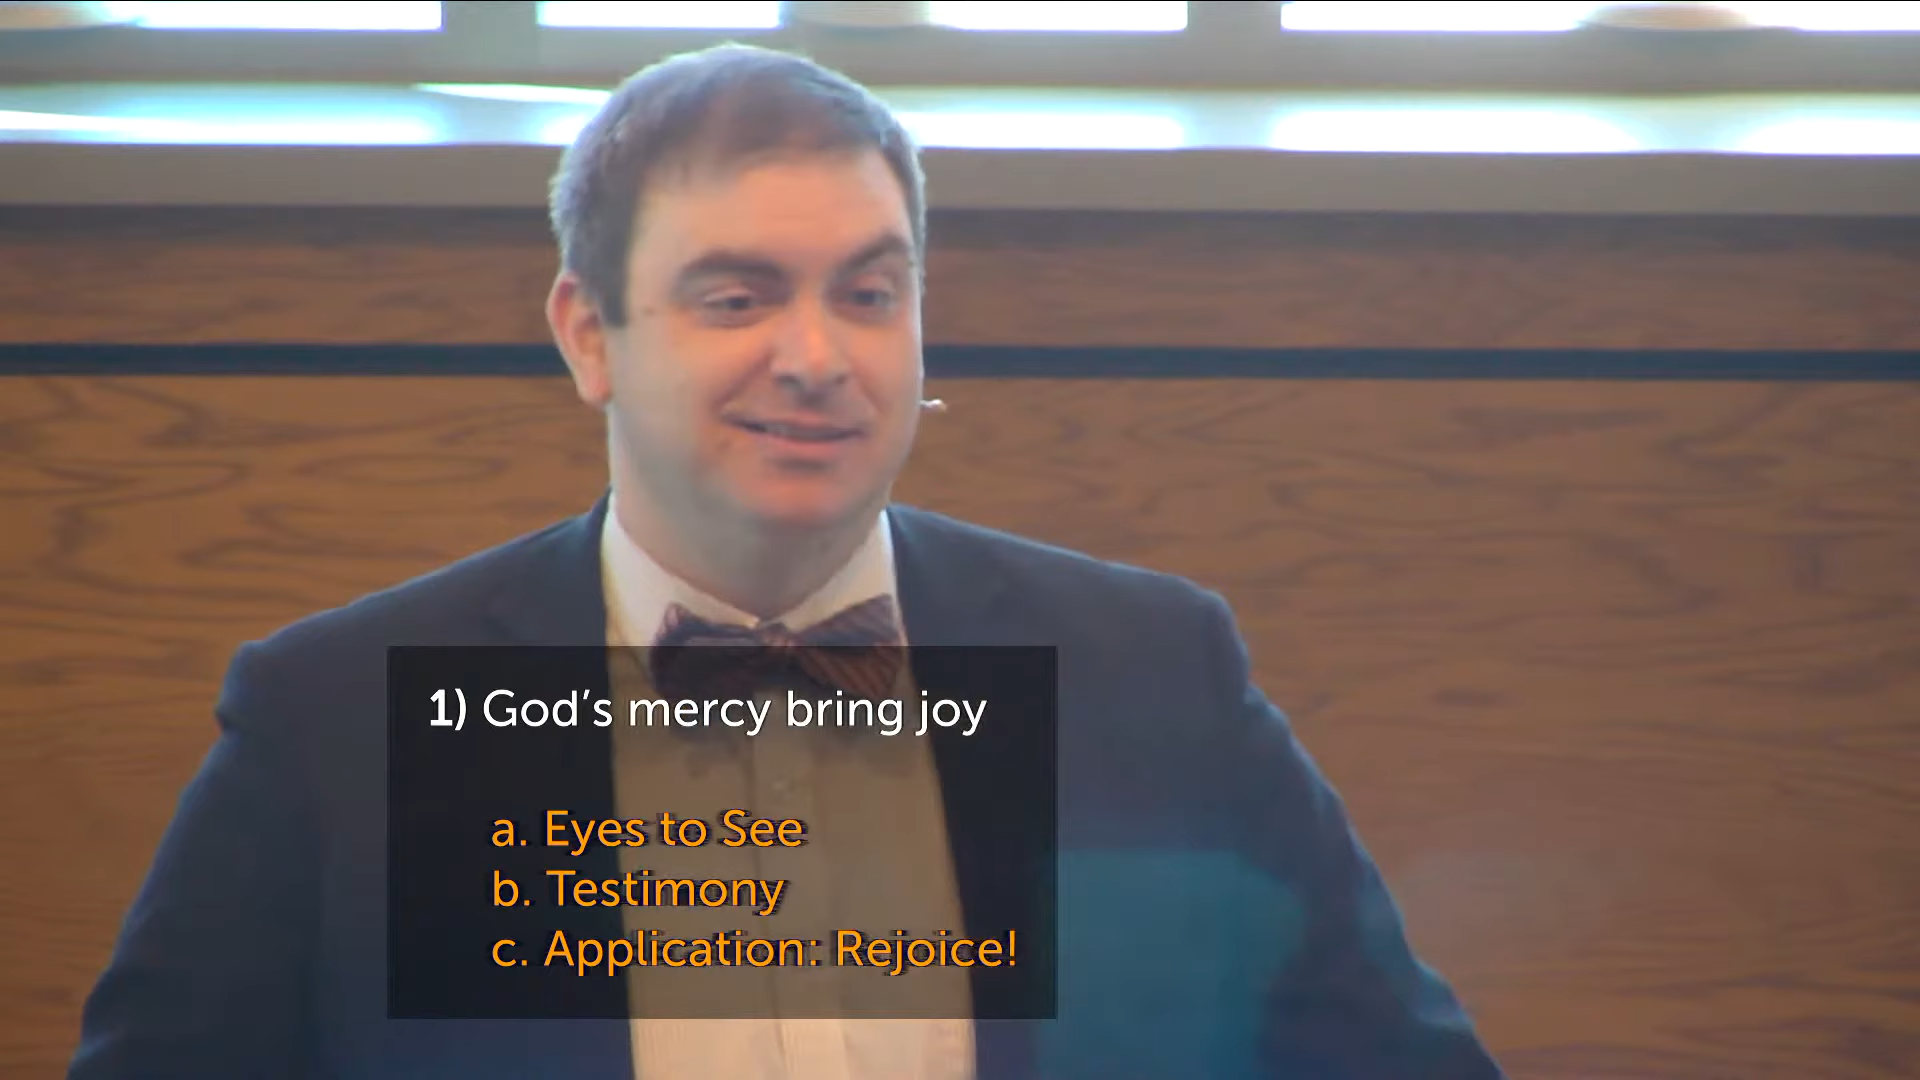 1) God's mercy bring joy
a. Eyes to See
b. Testimony
c. Application: Rejoice!